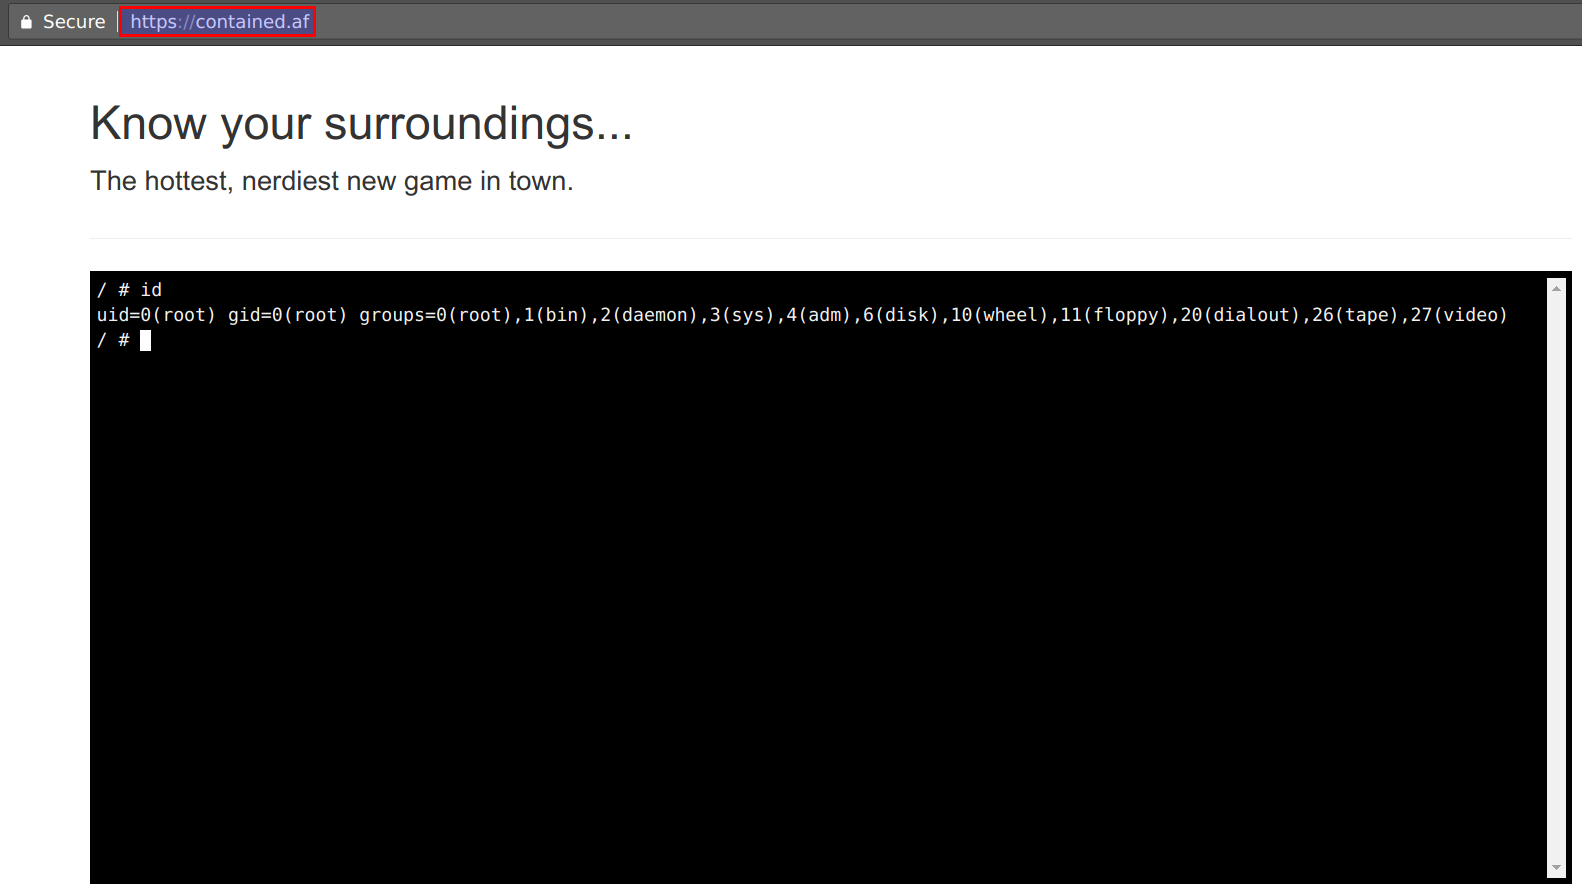 Secure https://contained.af
Know your surroundings...
The hottest, nerdiest new game in town.
/ # id
uid=0(root) gid=0(root) groups=0(root),1(bin),2(daemon),3(sys),4(adm),6(disk),10(wheel),11(floppy),20(dialout),26(tape),27(video)
/ #